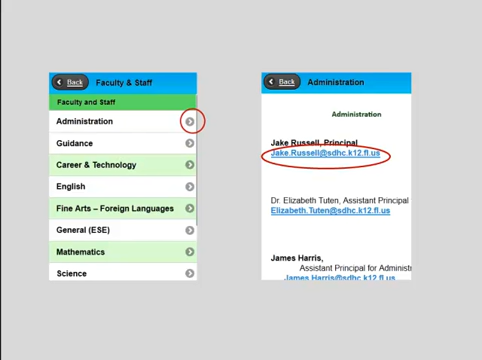 Back
Faculty & Staff
Faculty and Staff
Administration
Guidance
Career & Technology
English
Fine Arts – Foreign Languages
General (ESE)
Mathematics
Science
Back
Administration
Administration
Jake Russell, Principal
Jake.Russell@sdhc.k12.fl.us
Dr. Elizabeth Tuten, Assistant Principal
Elizabeth.Tuten@sdhc.k12.fl.us
James Harris,
Assistant Principal for Administr
James.Harris@sdhc.k12.fl.us